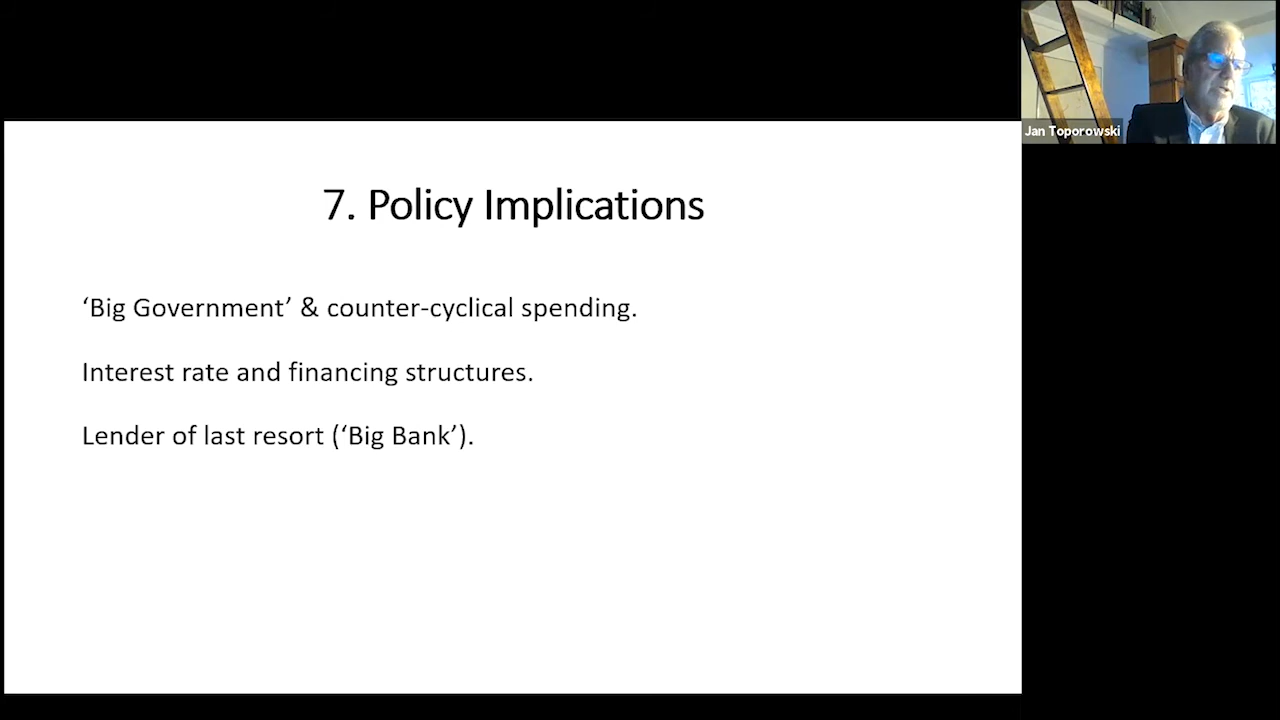 Jan Toporowski
7. Policy Implications
‘Big Government’ & counter-cyclical spending.
Interest rate and financing structures.
Lender of last resort (‘Big Bank’).